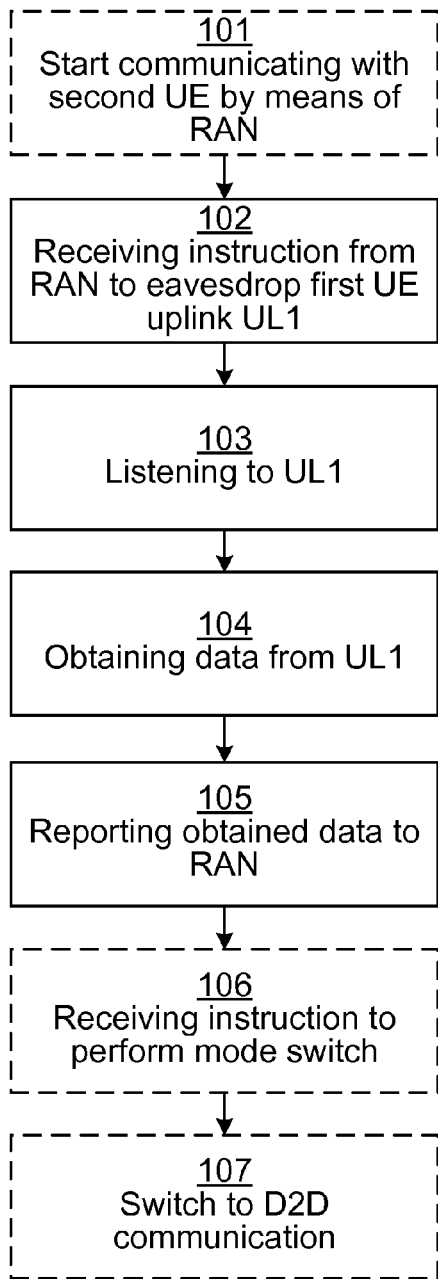 101
Start communicating with
second UE by means of
RAN
102
Receiving instruction from
RAN to eavesdrop first UE
uplink UL1
103
Listening to UL1
104
Obtaining data from UL1
105
Reporting obtained data to
RAN
106
Receiving instruction to
perform mode switch
107
Switch to D2D
communication